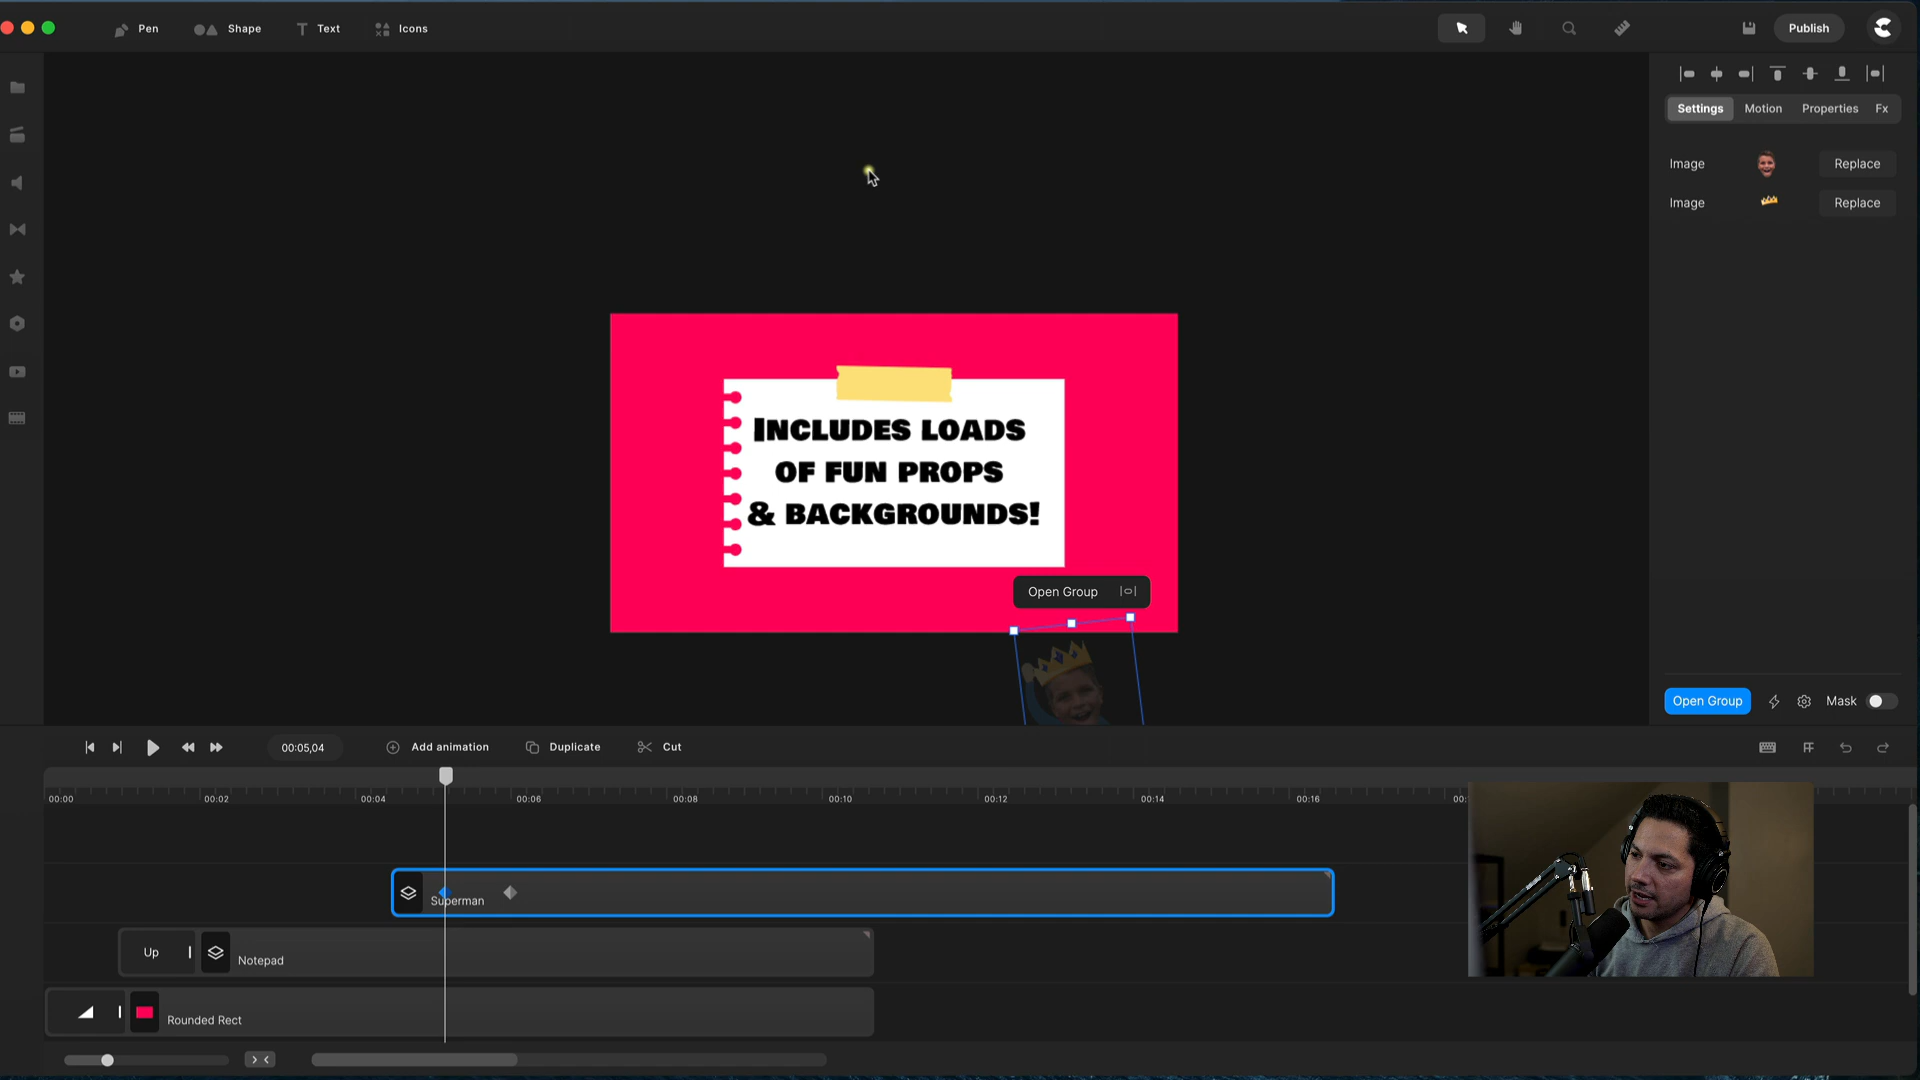 Pen
Shape
Text
Icons
Publish
Settings
Motion
Properties
Fx
Image
Replace
Image
Replace
INCLUDES LOADS
OF FUN PROPS
& BACKGROUNDS!
Open Group
Open Group
Mask
00:05,04
Add animation
Duplicate
Cut
00:00
00:02
00:04
00:06
00:08
00:10
00:12
00:14
00:16
Superman
Up
Notepad
Rounded Rect